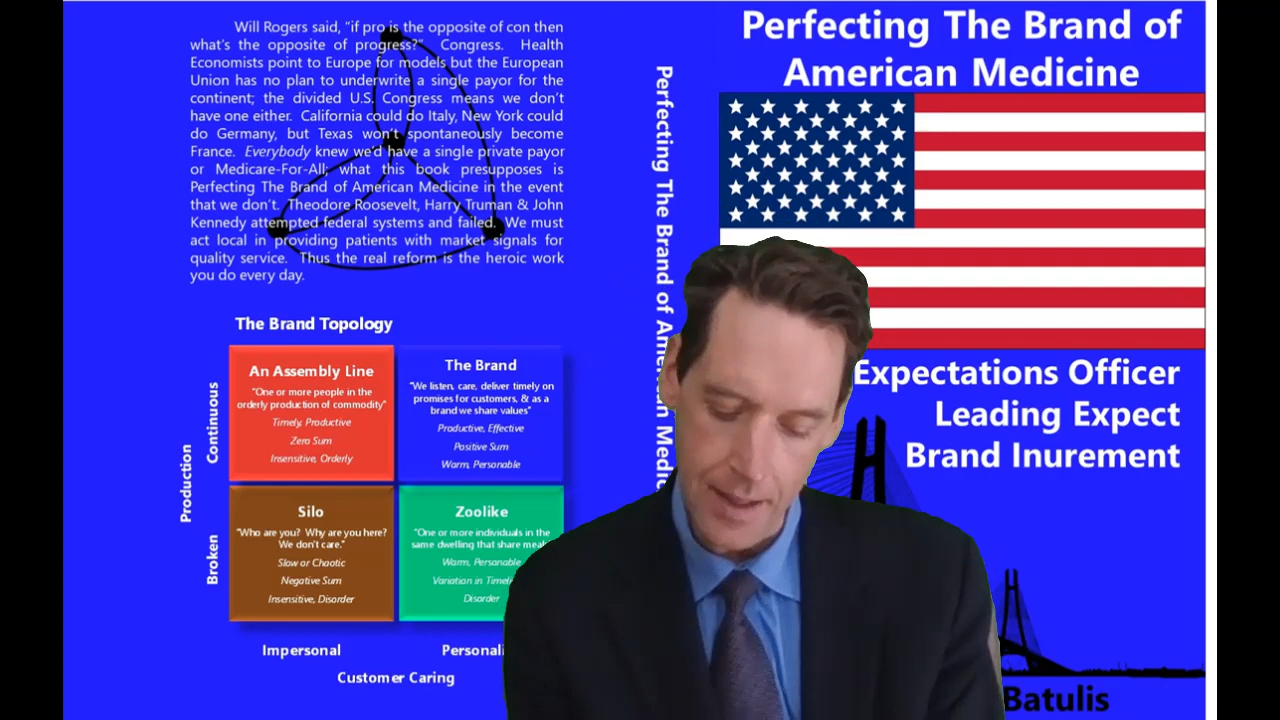 Will Rogers said, "if pro is the opposite of con then
what's the opposite of progress?" Congress. Health
Economists point to Europe for models but the European
Union has no plan to underwrite a single payor for the
continent; the divided U.S. Congress means we don't
have one either. California could do Italy, New York could
do Germany, but Texas won't spontaneously become
France. Everybody knew we'd have a single private payor
or Medicare-For-All; what this book presupposes is
Perfecting The Brand of American Medicine in the event
that we don't. Theodore Roosevelt, Harry Truman & John
Kennedy attempted federal systems and failed. We must
act local in providing patients with market signals for
quality service. Thus the real reform is the heroic work
you do every day.
The Brand Topology
Production
Continuous
Broken
An Assembly Line
"One or more people in the
orderly production of commodity"
Timely, Productive
Zero Sum
Insensitive, Orderly
The Brand
"We listen, care, deliver timely on
promises for customers, & as a
brand we share values"
Productive, Effective
Positive Sum
Warm, Personable
Silo
"Who are you? Why are you here?
We don't care."
Slow or Chaotic
Negative Sum
Insensitive, Disorder
Zoolike
"One or more individuals in the
same dwelling that share
Warm, Personable
Variation in
Disorder
Impersonal
Customer Caring
Perfecting The Brand of American
Perfecting The Brand of
American Medicine
Expectations Officer
Leading Expect
Brand Inurement
Batulis